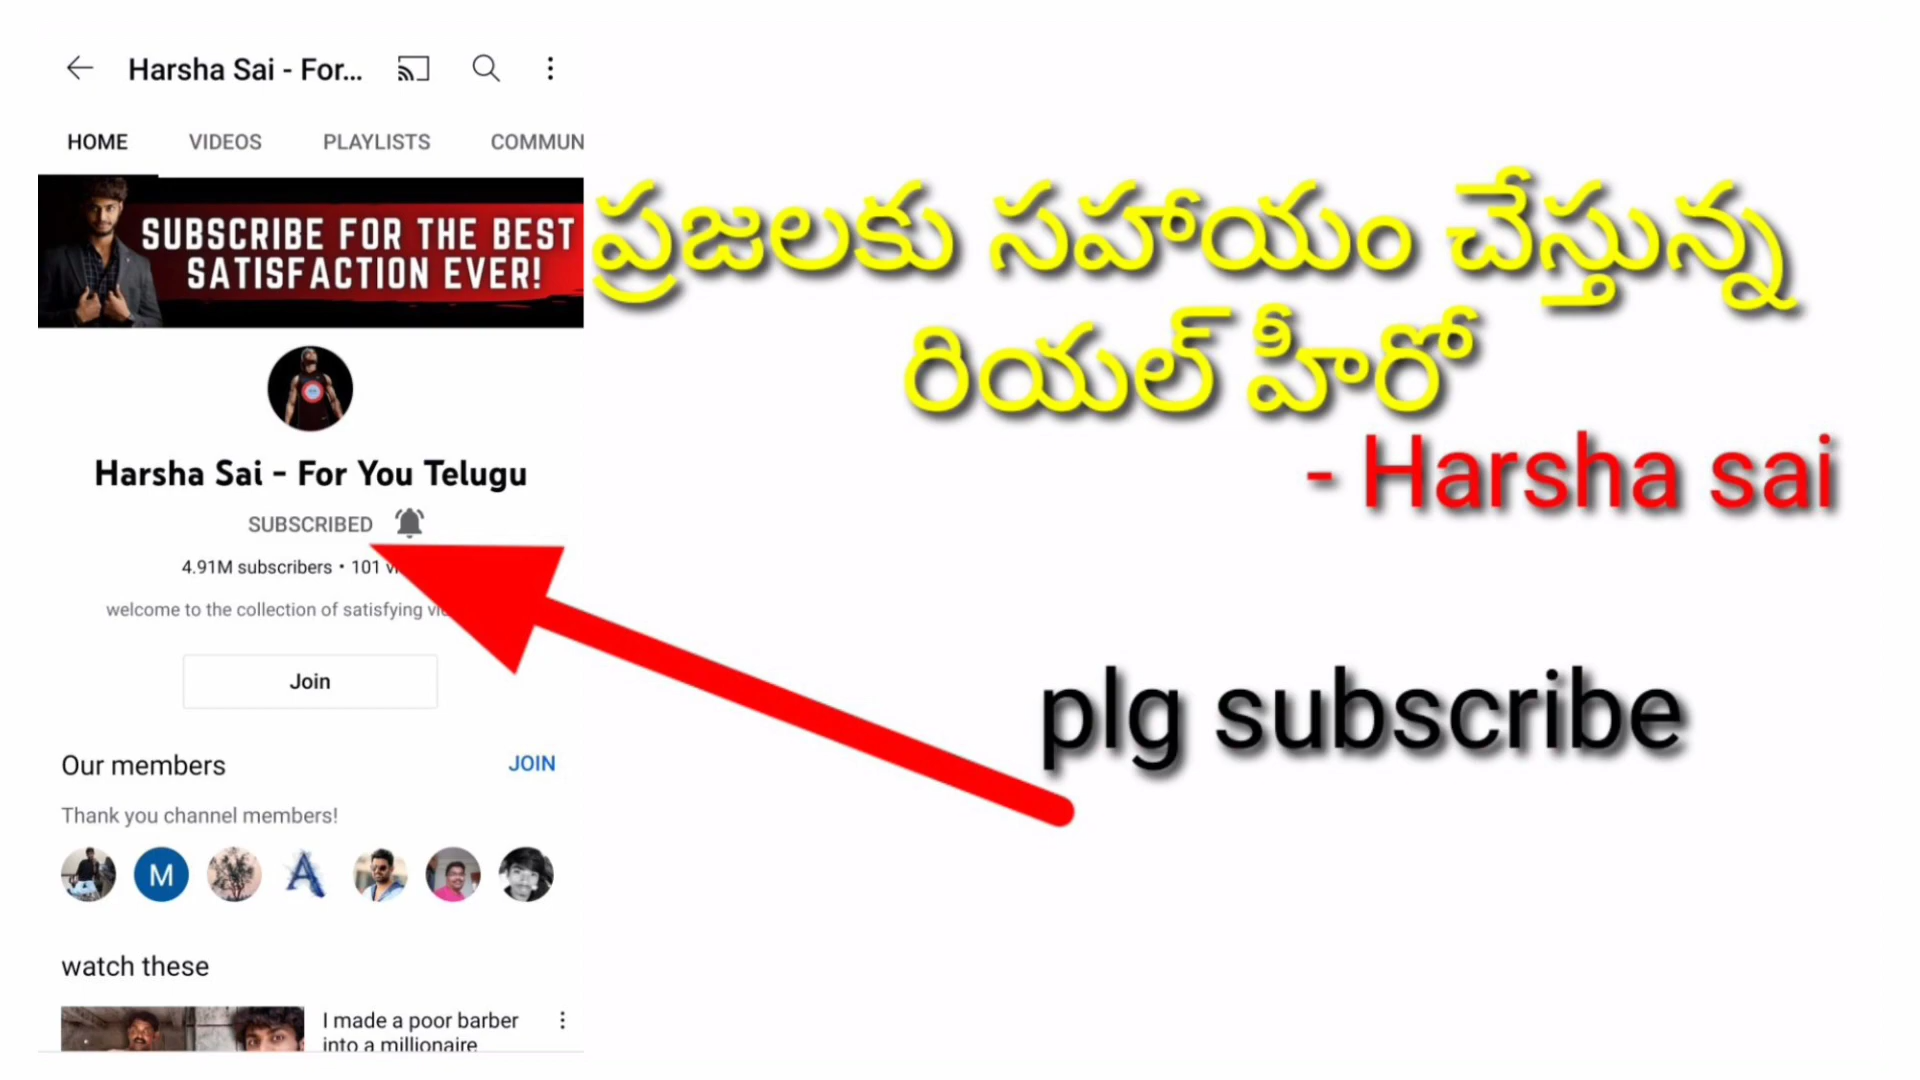 Harsha Sai - For...
HOME VIDEOS PLAYLISTS COMMUN
SUBSCRIBE FOR THE BEST
SATISFACTION EVER!
Harsha Sai - For You Telugu
SUBSCRIBED
4.91M subscribers • 101
welcome to the collection of satisfying
Join
Our members JOIN
Thank you channel members!
M
A
watch these
I made a poor barber
into a millionaire
ప్రజలకు సహాయం చేస్తున్న
రియల్ హీరో
- Harsha sai
plg subscribe